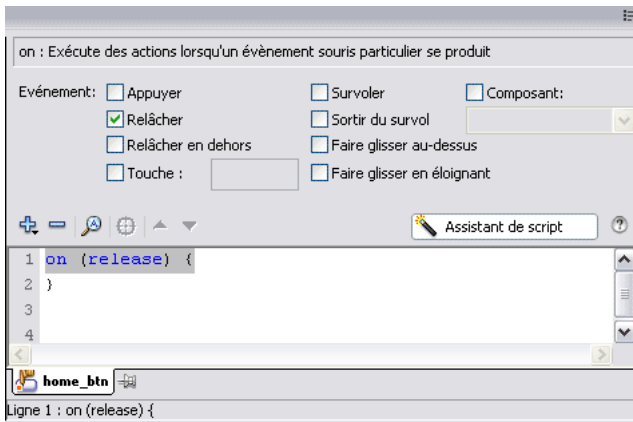 on : Exécute des actions lorsqu'un évènement souris particulier se produit
Evénement: Appuyer Survoler Composant:
Relâcher Sortir du survol
Relâcher en dehors Faire glisser au-dessus
Touche : Faire glisser en éloignant
Assistant de script ?
1 on (release) {
2 }
3
4
home_btn
Ligne 1 : on (release) {